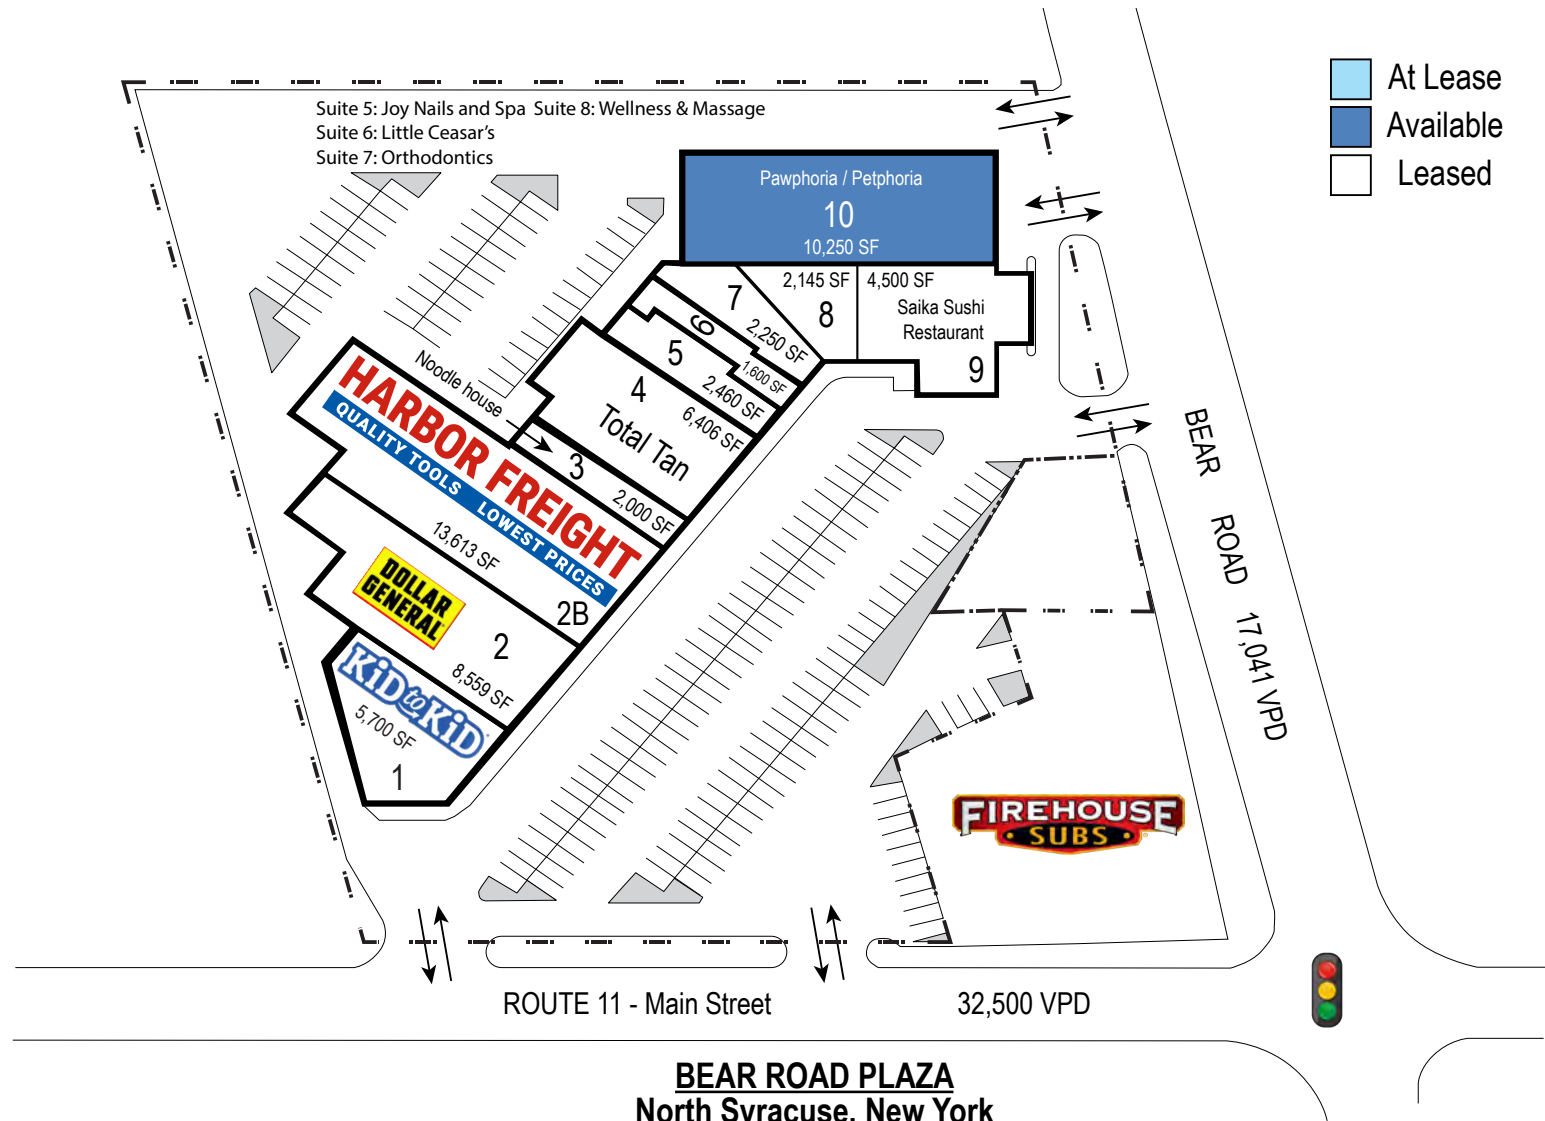 At Lease
Available
Leased
Suite 5: Joy Nails and Spa Suite 8: Wellness & Massage
Suite 6: Little Ceasar's
Suite 7: Orthodontics
Pawphoria / Petphoria
10
10,250 SF
7
2,250 SF
2,145 SF
8
4,500 SF
Saika Sushi
Restaurant
9
6
1,600 SF
5
2,460 SF
4
6,406 SF
Total Tan
Noodle house
3
2,000 SF
HARBOR FREIGHT
QUALITY TOOLS LOWEST PRICES
13,613 SF
2B
DOLLAR
GENERAL
2
8,559 SF
KiD to KiD
5,700 SF
1
BEAR ROAD 17,041 VPD
FIREHOUSE
SUBS
ROUTE 11 - Main Street
32,500 VPD
BEAR ROAD PLAZA
North Syracuse, New York